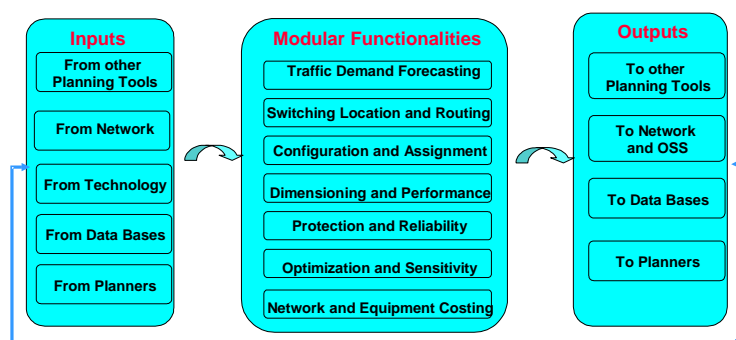 Inputs
From other
Planning Tools
From Network
From Technology
From Data Bases
From Planners
Modular Functionalities
Traffic Demand Forecasting
Switching Location and Routing
Configuration and Assignment
Dimensioning and Performance
Protection and Reliability
Optimization and Sensitivity
Network and Equipment Costing
Outputs
To other
Planning Tools
To Network
and OSS
To Data Bases
To Planners